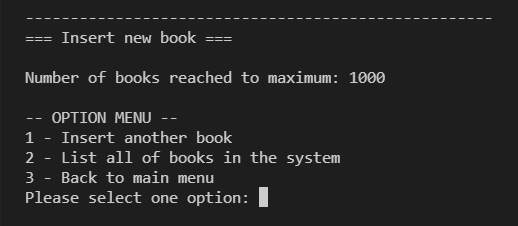 ----------------------------------------------------
=== Insert new book ===
Number of books reached to maximum: 1000
-- OPTION MENU --
1 - Insert another book
2 - List all of books in the system
3 - Back to main menu
Please select one option: